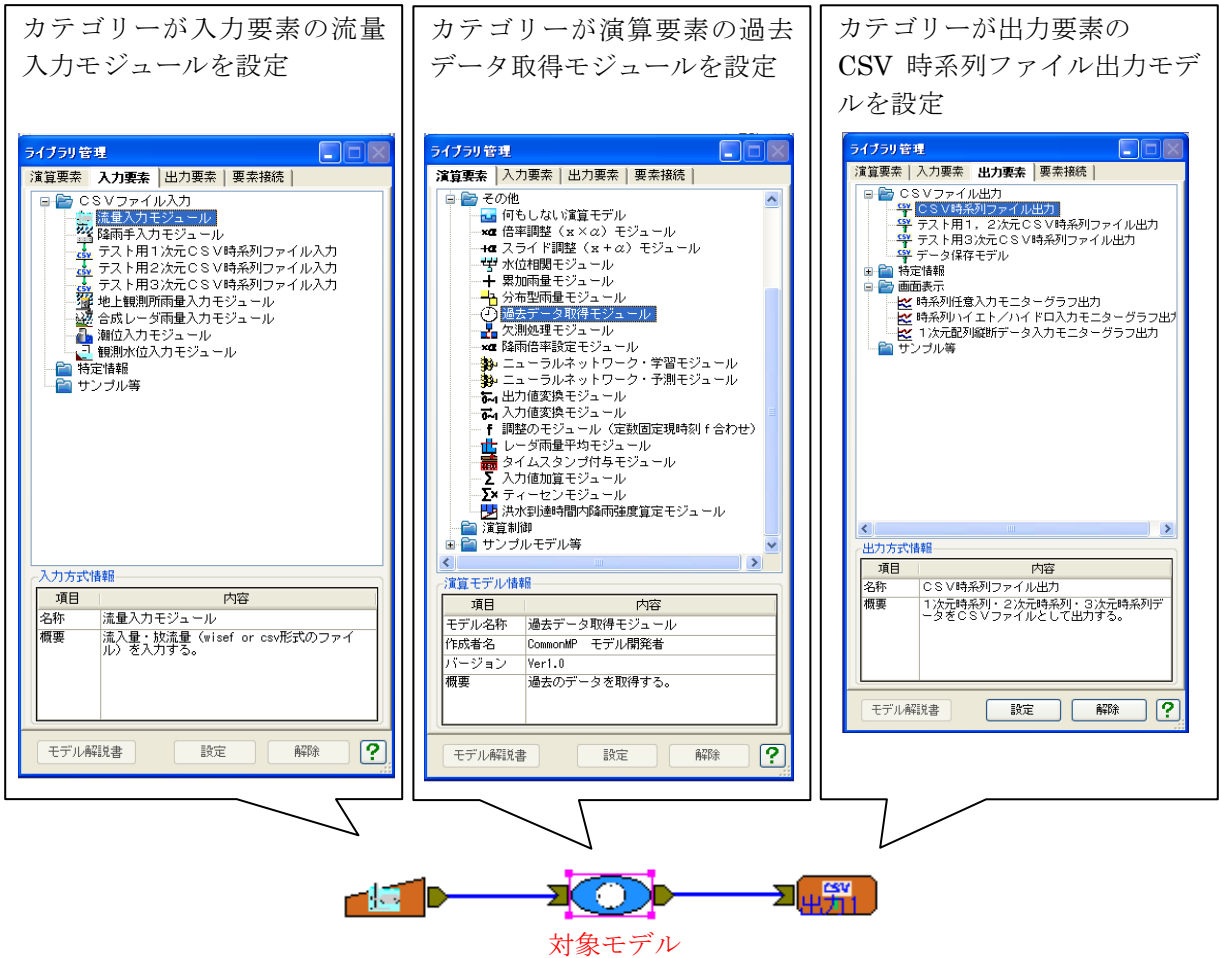 カテゴリーが入力要素の流量
入力モジュールを設定
ライブラリ管理
演算要素 入力要素 出力要素 要素接続
ＣＳＶファイル入力
流量入力モジュール
降雨手入力モジュール
テスト用１次元ＣＳＶ時系列ファイル入力
テスト用２次元ＣＳＶ時系列ファイル入力
テスト用３次元ＣＳＶ時系列ファイル入力
地上観測所雨量入力モジュール
合成レーダ雨量入力モジュール
潮位入力モジュール
観測水位入力モジュール
特定情報
サンプル等
入力方式情報
項目 内容
名称 流量入力モジュール
概要 流入量・放流量（wisef or csv形式のファイ
ル）を入力する。
モデル解説書 設定 解除 ?
カテゴリーが演算要素の過去
データ取得モジュールを設定
ライブラリ管理
演算要素 入力要素 出力要素 要素接続
その他
何もしない演算モデル
×α 倍率調整（ｘ×α）モジュール
+α スライド調整（ｘ＋α）モジュール
水位相関モジュール
累加雨量モジュール
分布型雨量モジュール
過去データ取得モジュール
欠測処理モジュール
×α 降雨倍率設定モジュール
ニューラルネットワーク・学習モジュール
ニューラルネットワーク・予測モジュール
0~1 出力値変換モジュール
0~1 入力値変換モジュール
f 調整のモジュール（定数固定現時刻ｆ合わせ）
レーダ雨量平均モジュール
タイムスタンプ付与モジュール
Σ 入力値加算モジュール
Σ× ティーセンモジュール
洪水到達時間内降雨強度算定モジュール
演算制御
サンプルモデル等
演算モデル情報
項目 内容
モデル名称 過去データ取得モジュール
作成者名 CommonMP モデル開発者
バージョン Ver1.0
概要 過去のデータを取得する。
モデル解説書 設定 解除 ?
カテゴリーが出力要素の
CSV 時系列ファイル出力モデ
ルを設定
ライブラリ管理
演算要素 入力要素 出力要素 要素接続
ＣＳＶファイル出力
ＣＳＶ時系列ファイル出力
テスト用１，２次元ＣＳＶ時系列ファイル出力
テスト用３次元ＣＳＶ時系列ファイル出力
データ保存モデル
特定情報
画面表示
時系列任意入力モニターグラフ出力
時系列ハイエト／ハイドロ入力モニターグラフ出力
１次元配列縦断データ入力モニターグラフ出力
サンプル等
出力方式情報
項目 内容
名称 ＣＳＶ時系列ファイル出力
概要 １次元時系列・２次元時系列・３次元時系列デ
ータをＣＳＶファイルとして出力する。
モデル解説書 設定 解除 ?
CSV
出力1
対象モデル